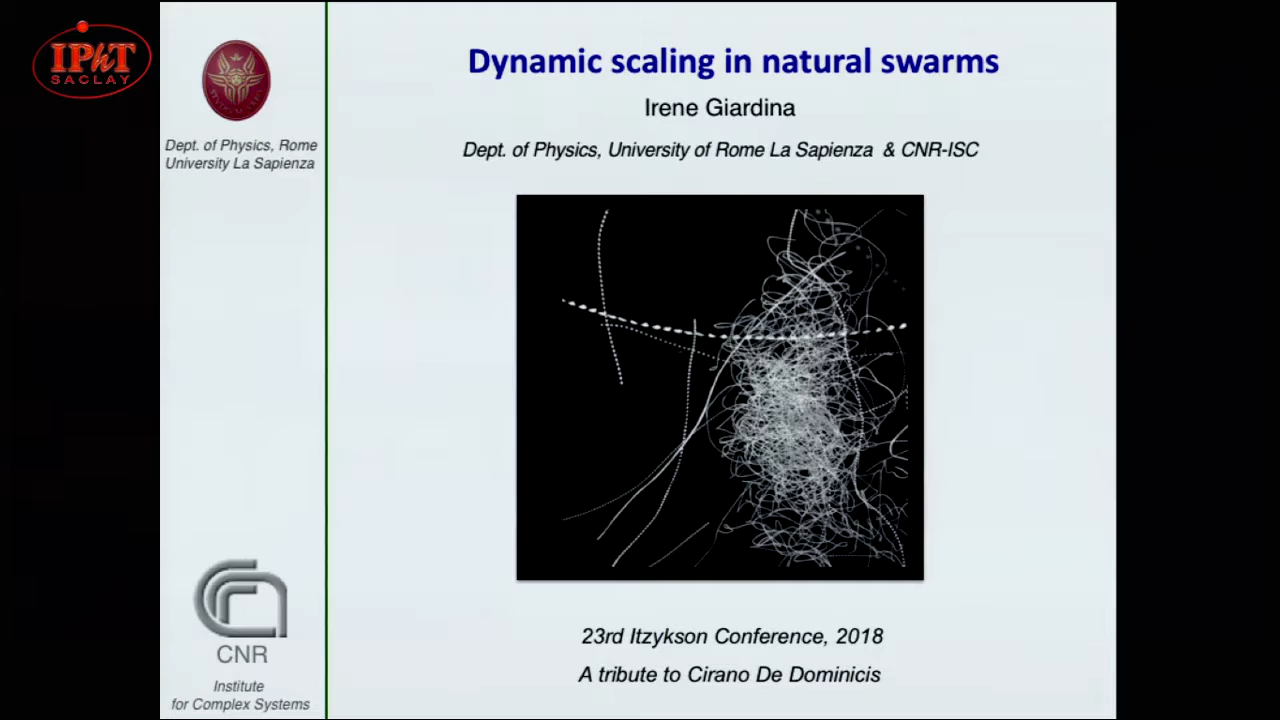 IPhT
SACLAY
Dept. of Physics, Rome
University La Sapienza
Dynamic scaling in natural swarms
Irene Giardina
Dept. of Physics, University of Rome La Sapienza & CNR-ISC
CNR
Institute
for Complex Systems
23rd Itzykson Conference, 2018
A tribute to Cirano De Dominicis